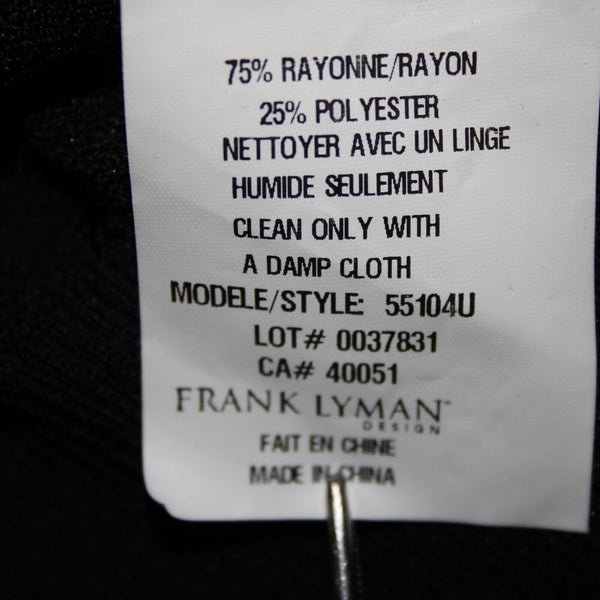 75% RAYONNE/RAYON
25% POLYESTER
NETTOYER AVEC UN LINGE
HUMIDE SEULEMENT
CLEAN ONLY WITH
A DAMP CLOTH
MODELE/STYLE: 55104U
LOT# 0037831
CA# 40051
FRANK LYMAN™
DESIGN
FAIT EN CHINE
MADE IN CHINA